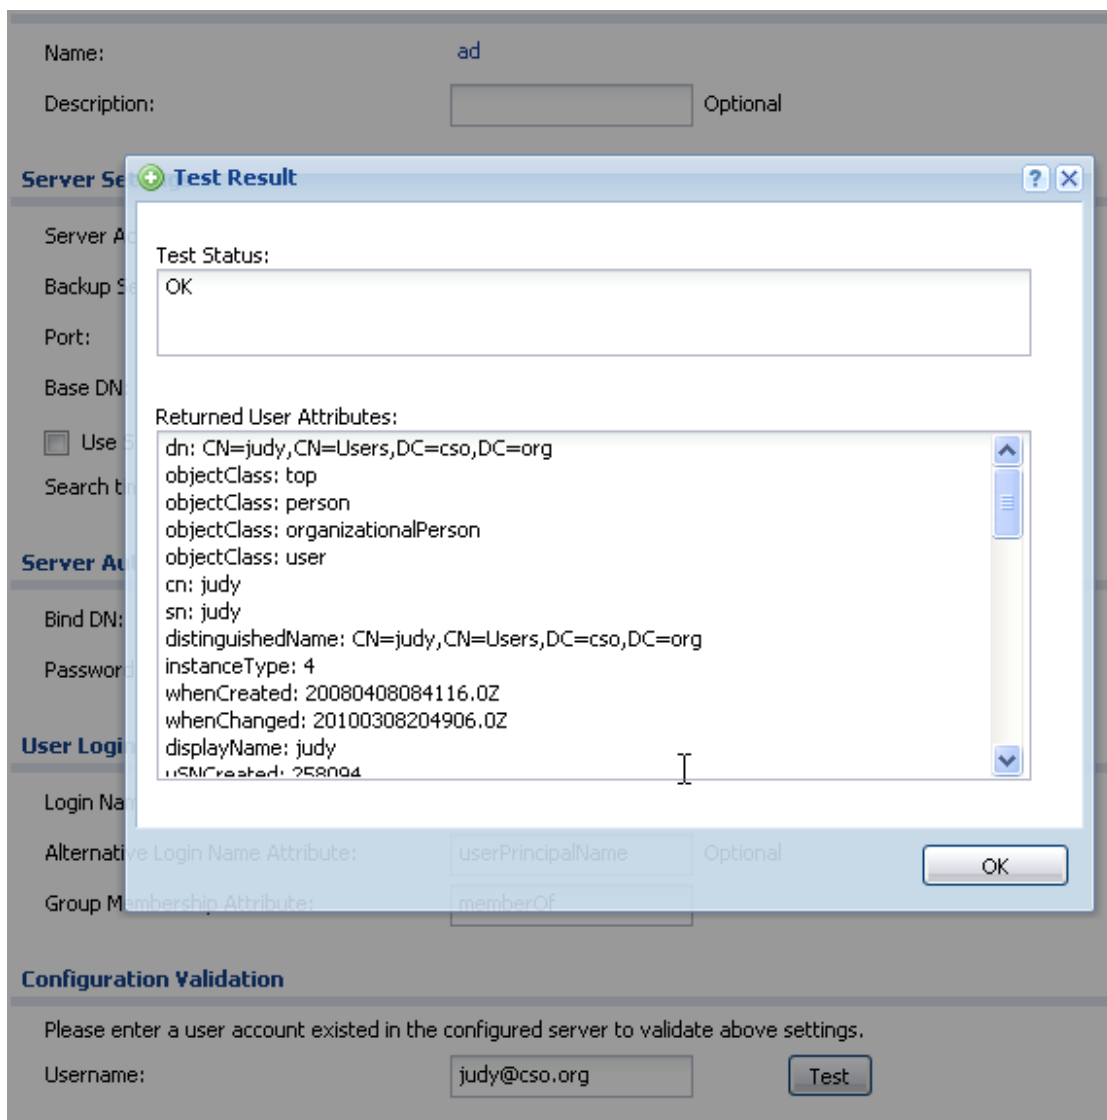 Name:
ad
Description:
Optional
Server Se
Test Result
Server A
Test Status:
OK
Backup Se
Port:
Base DN:
Returned User Attributes:
Use S
dn: CN=judy,CN=Users,DC=cso,DC=org
objectClass: top
Search ti
objectClass: person
objectClass: organizationalPerson
objectClass: user
Server Au
cn: judy
sn: judy
Bind DN:
distinguishedName: CN=judy,CN=Users,DC=cso,DC=org
instanceType: 4
Password
whenCreated: 20080408084116.0Z
whenChanged: 20100308204906.0Z
User Logi
displayName: judy
uSNCreated: 258094
Login Na
Alternative Login Name Attribute:
userPrincipalName
Optional
OK
Group Membership Attribute:
memberOf
Configuration Validation
Please enter a user account existed in the configured server to validate above settings.
Username:
judy@cso.org
Test